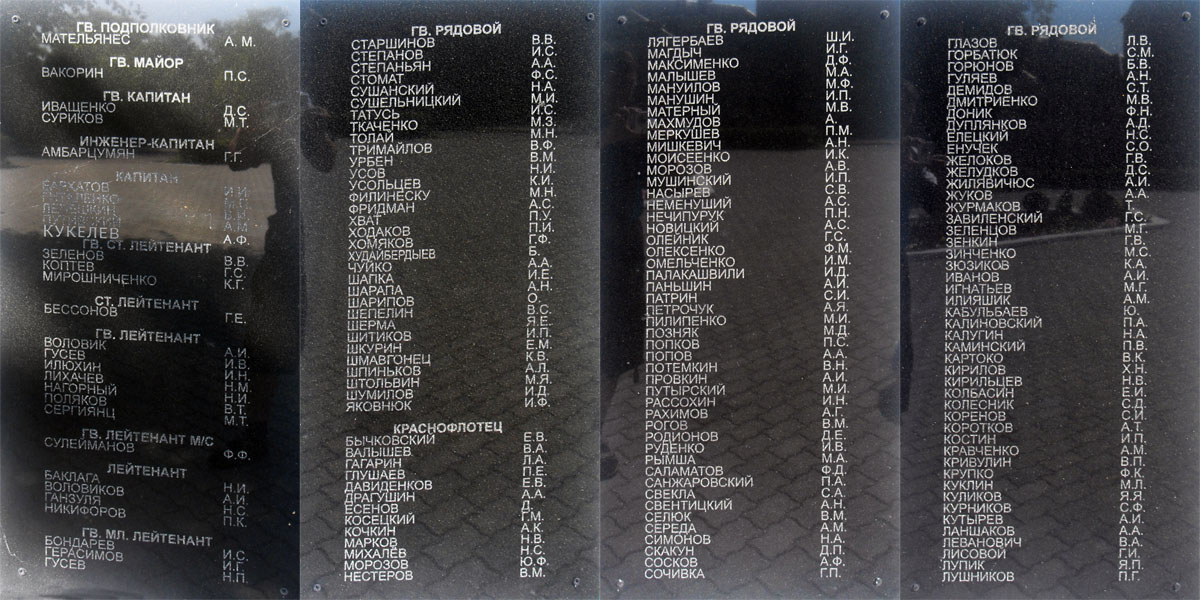 ГВ. ПОДПОЛКОВНИК
МАТЕЛЬЯНЕС А. М.
ГВ. МАЙОР
ВАКОРИН П.С.
ГВ. КАПИТАН
ИВАЩЕНКО Д.С.
СУРИКОВ М.Т.
ИНЖЕНЕР-КАПИТАН
АМБАРЦУМЯН Г.Г.
КАПИТАН
КУКЕЛЕВ А.Ф.
ГВ. СТ. ЛЕЙТЕНАНТ
ЗЕЛЕНОВ В.В.
КОПТЕВ Г.С.
МИРОШНИЧЕНКО К.Г.
СТ. ЛЕЙТЕНАНТ
БЕССОНОВ Г.Е.
ГВ. ЛЕЙТЕНАНТ
ВОЛОВИК А.И.
ГУСЕВ И.В.
ИЛЮХИН И.Н.
ЛИХАЧЕВ Н.М.
НАГОРНЫЙ Н.И.
ПОЛЯКОВ В.Т.
СЕРГИЯНЦ М.Т.
ГВ. ЛЕЙТЕНАНТ М/С
СУЛЕЙМАНОВ Ф.Ф.
ЛЕЙТЕНАНТ
БАКЛАГА Н.И.
ВОЛОВИКОВ А.И.
ГАНЗУЛЯ Н.С.
НИКИФОРОВ П.К.
ГВ. МЛ. ЛЕЙТЕНАНТ
БОНДАРЕВ И.С.
ГЕРАСИМОВ И.Г
ГУСЕВ Н.П.
ГВ. РЯДОВОЙ
СТАРШИНОВ В.В.
СТЕПАНОВ И.С.
СТЕПАНЬЯН А.А.
СТОМАТ Ф.С.
СУШАНСКИЙ Н.А.
СУШЕЛЬНИЦКИЙ М.И.
ТАТУСЬ И.С.
ТКАЧЕНКО М.З.
ТОЛАЙ М.Н.
ТРИМАЙЛОВ В.Ф.
УРБЕН В.М.
УСОВ Н.И.
УСОЛЬЦЕВ К.И.
ФИЛИНЕСКУ М.Н.
ФРИДМАН А.С.
ХВАТ П.У.
ХОДАКОВ П.И.
ХОМЯКОВ Г.Ф.
ХУДАЙБЕРДЫЕВ Б.
ЧУЙКО А.А.
ШАПКА И.Е.
ШАРАПА А.Н.
ШАРИПОВ О.
ШЕПЕЛИН В.С.
ШЕРМА Я.Е.
ШИТИКОВ И.П.
ШКУРИН Е.М.
ШМАВГОНЕЦ К.В.
ШПИНЬКОВ А.Л.
ШТОЛЬВИН М.Я.
ШУМИЛОВ И.Д.
ЯКОВНЮК И.Ф.
КРАСНОФЛОТЕЦ
БЫЧКОВСКИЙ Е.В.
ВАЛЫШЕВ В.А.
ГАГАРИН Л.А.
ГЛУШАЕВ П.Е.
ДАВИДЕНКОВ Е.В.
ДРАГУШИН А.А.
ЕСЕНОВ Д.
КОСЕЦКИЙ Г.М.
КОЧКИН А.К.
МАРКОВ Н.В.
МИХАЛЕВ Н.С.
МОРОЗОВ Ю.Ф.
НЕСТЕРОВ В.М.
ГВ. РЯДОВОЙ
ЛЯГЕРБАЕВ Ш.И.
МАГДЫЧ И.Г.
МАКСИМЕНКО Д.Ф.
МАЛЫШЕВ М.А.
МАНУИЛОВ М.Ф.
МАНУШИН И.П.
МАТЕРНЫЙ М.В.
МАХМУДОВ А.
МЕРКУШЕВ П.М.
МИШКЕВИЧ А.Н.
МОИСЕЕНКО И.К.
МОРОЗОВ А.В.
МУШИНСКИЙ И.П.
НАСЫРЕВ С.В.
НЕМЕНУЩИЙ А.С.
НЕЧИПУРУК П.Н.
НОВИЦКИЙ А.С.
ОЛЕЙНИК Г.С.
ОЛЕКСЕНКО Ф.М.
ОМЕЛЬЧЕНКО И.М.
ПАЛАКАШВИЛИ И.Д.
ПАНЬШИН А.И.
ПАТРИН С.И.
ПЕТРОЧУК А.Я.
ПИЛИПЕНКО М.И.
ПОЗНЯК М.Д.
ПОПКОВ П.С.
ПОПОВ А.А.
ПОТЕМКИН В.Н.
ПРОВКИН А.И.
ПУТЫРСКИЙ М.И.
РАССОХИН И.Н.
РАХИМОВ А.Г.
РОГОВ В.М.
РОДИОНОВ Д.Е.
РУДЕНКО И.В.
РЫМША М.А.
САЛАМАТОВ Ф.Д.
САНЖАРОВСКИЙ П.А.
СВЕКЛА С.А.
СВЕНТИЦКИЙ А.Н.
СЕЛЮК В.М.
СЕРЕДА А.М.
СИМОНОВ Н.А.
СКАКУН Д.П.
СОСКОВ А.Ф.
СОЧИВКА Г.П.
ГВ. РЯДОВОЙ
ГЛАЗОВ Л.В.
ГОРБАТЮК С.М.
ГОРЮНОВ Б.В.
ГУЛЯЕВ А.Н.
ДЕМИДОВ С.Т.
ДМИТРИЕНКО М.В.
ДОНИК Ф.Н.
ДУПЛЯНКОВ А.Д.
ЕЛЕЦКИЙ Н.С.
ЕНУЧЕК С.О.
ЖЕЛОКОВ Г.В.
ЖЕЛУДКОВ Д.С.
ЖИЛЯВИЧЮС А.И.
ЖУКОВ А.А.
ЖУРМАКОВ Т.
ЗАВИЛЕНСКИЙ Г.С.
ЗЕЛЕНЦОВ М.Г.
ЗЕНКИН Г.В.
ЗИНЧЕНКО М.С.
ЗЮЗИКОВ К.А.
ИВАНОВ А.И.
ИГНАТЬЕВ М.Г.
ИЛИЯШИК А.М.
КАБУЛЬБАЕВ Ю.
КАЛИНОВСКИЙ П.А.
КАЛУГИН Н.А.
КАМИНСКИЙ П.В.
КАРТОКО В.К.
КИРИЛОВ Х.Н.
КИРИЛЬЦЕВ Н.В.
КОЛБАСИН Е.И.
КОЛЕСНИК С.Д.
КОРЕНОВ С.И.
КОРОТКОВ А.Т.
КОСТИН И.П.
КРАВЧЕНКО А.М.
КРИВУЛИН В.П.
КРУПКО Ф.К.
КУКЛИН М.Л.
КУЛИКОВ Я.Я.
КУРНИКОВ С.Ф.
КУТЫРЕВ А.И.
ЛАНШАКОВ А.А.
ЛЕВАНОВИЧ В.А.
ЛИСОВОЙ Г.И.
ЛУПИК Я.П.
ЛУШНИКОВ П.Г.